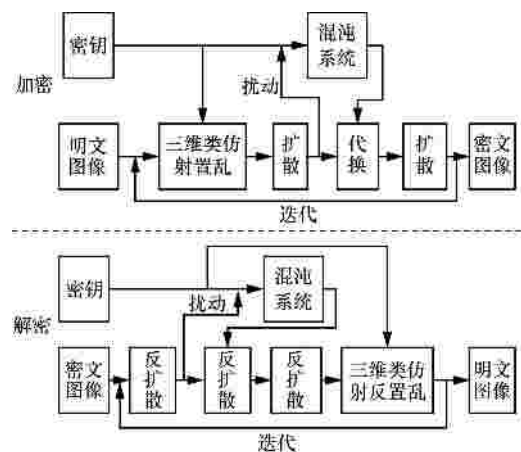 密钥
混沌
系统
加密
扰动
明文
图像
三维类仿
射置乱
扩
散
代
换
扩
散
密文
图像
迭代
密钥
混沌
系统
扰动
解密
密文
图像
反
扩
散
反
扩
散
反
扩
散
三维类仿
射反置乱
明文
图像
迭代